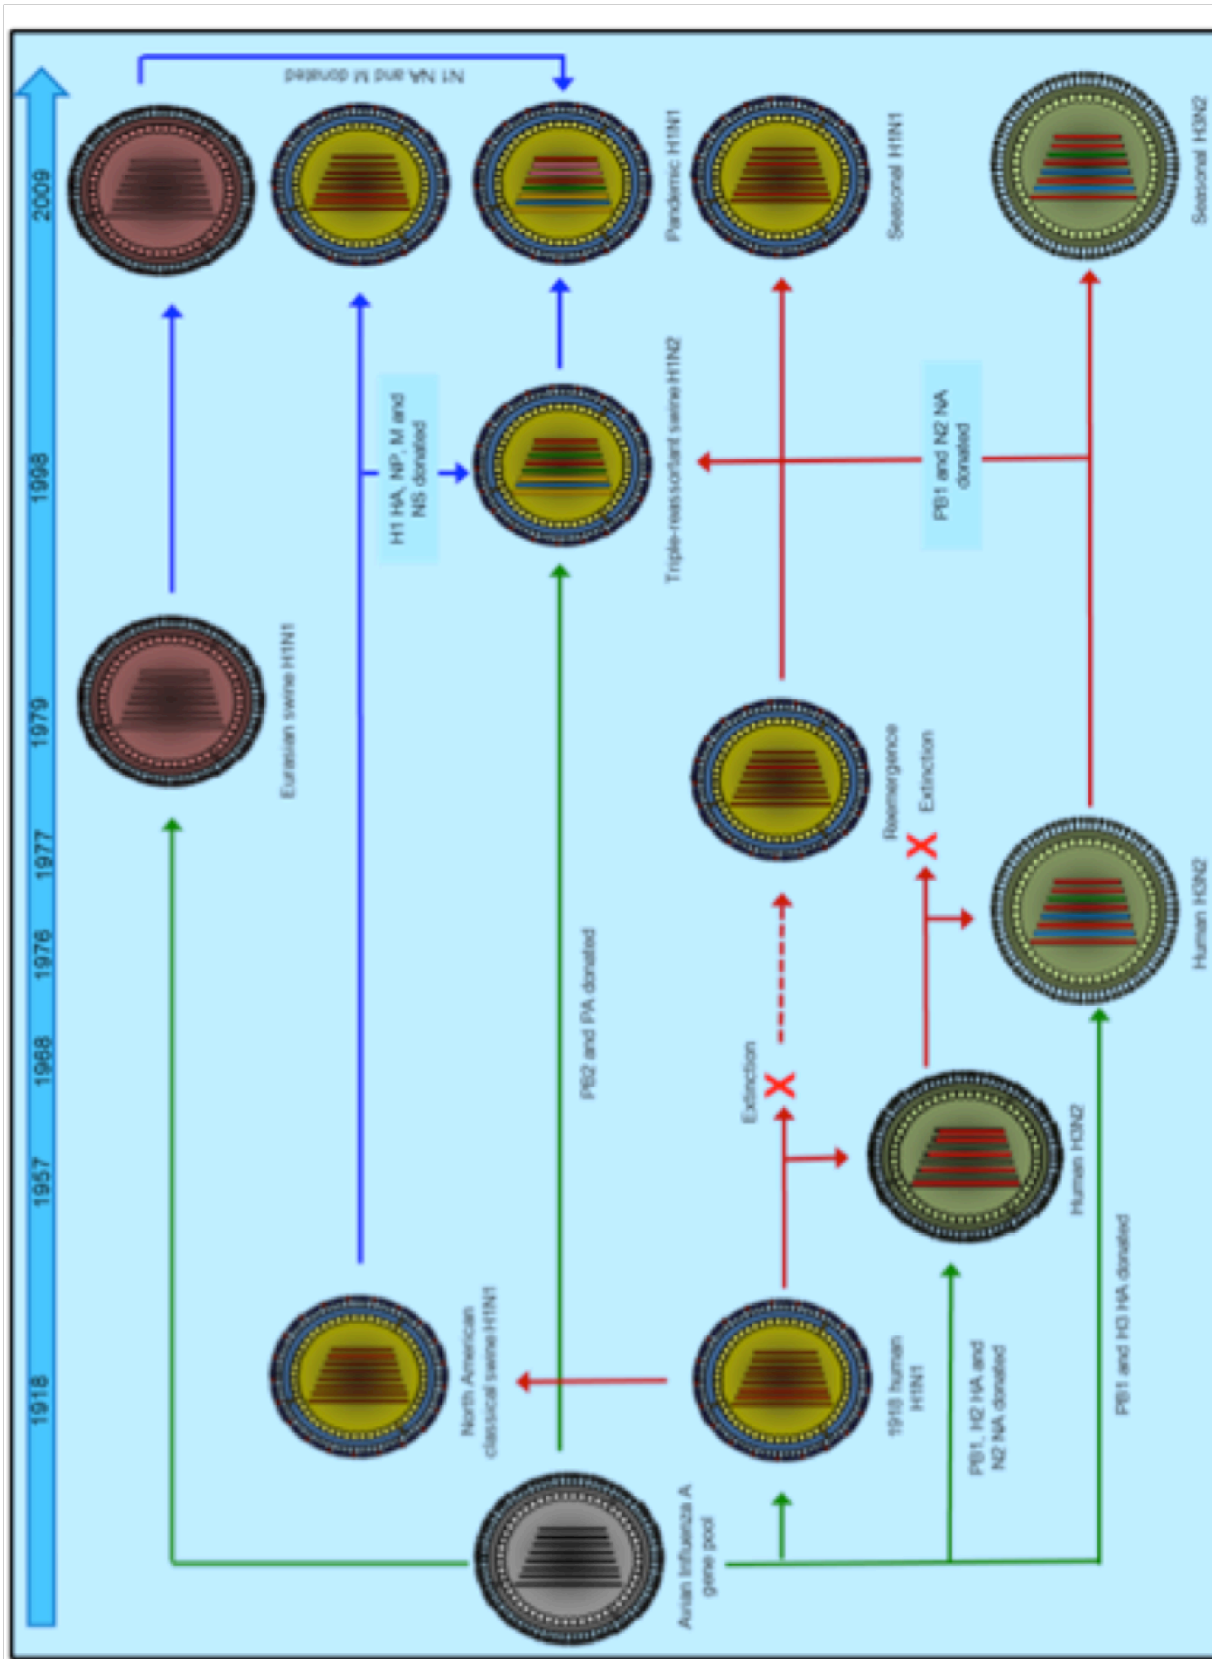 1918
1957
1968
1976
1977
1979
1998
2009
N1 NA and M donated
Eurasian swine H1N1
North American
classical swine H1N1
H1 HA, NP, M and
NS donated
Avian Influenza A
gene pool
PB2 and PA donated
Triple-reassortant swine H1N2
Pandemic H1N1
1918 human
H1N1
Extinction
Reemergence
Seasonal H1N1
PB1, H2 HA and
N2 NA donated
Human H3N2
Extinction
PB1 and N2 NA
donated
PB1 and H3 HA donated
Human H3N2
Seasonal H3N2